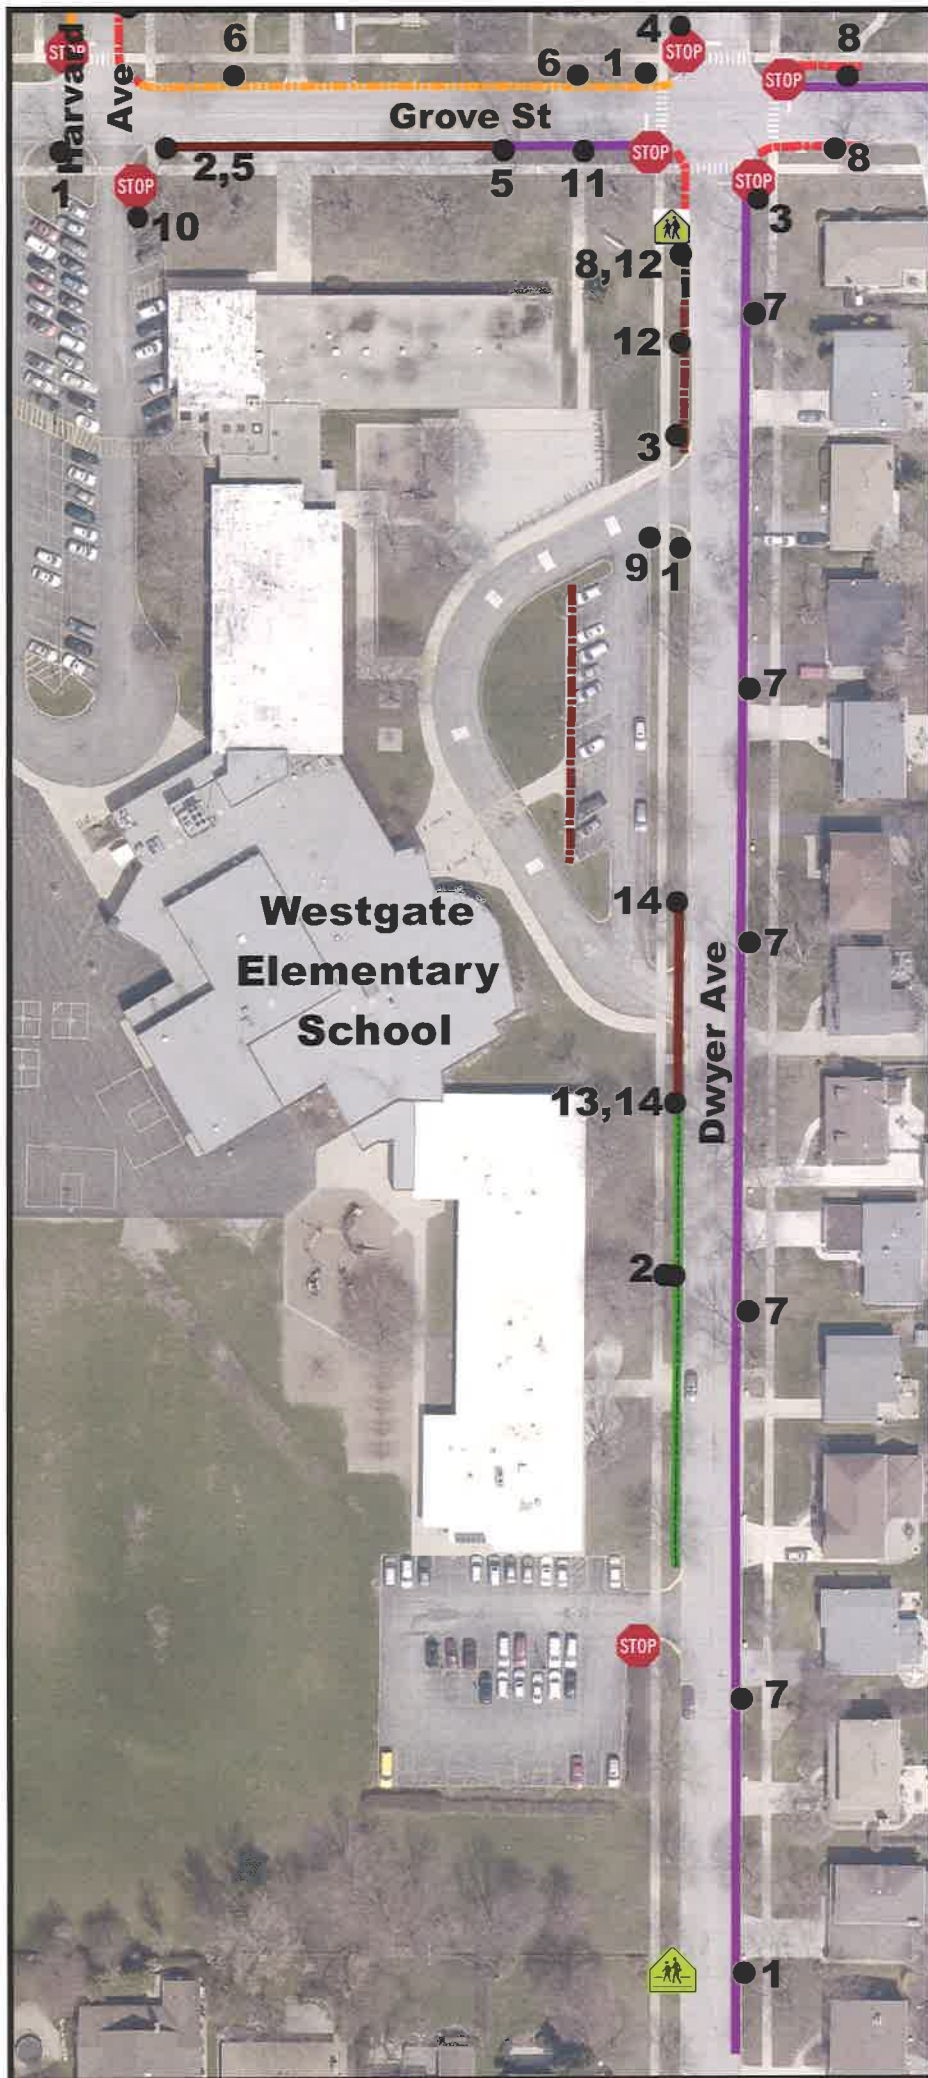 4
8
6
STOP
STOP
6
1
STOP
Harvard
Ave
Grove St
STOP
1
2,5
5
11
8
STOP
STOP
3
10
8,12
7
12
3
9
1
7
14
Westgate
Elementary
School
7
Dwyer Ave
13,14
2
7
STOP
7
1